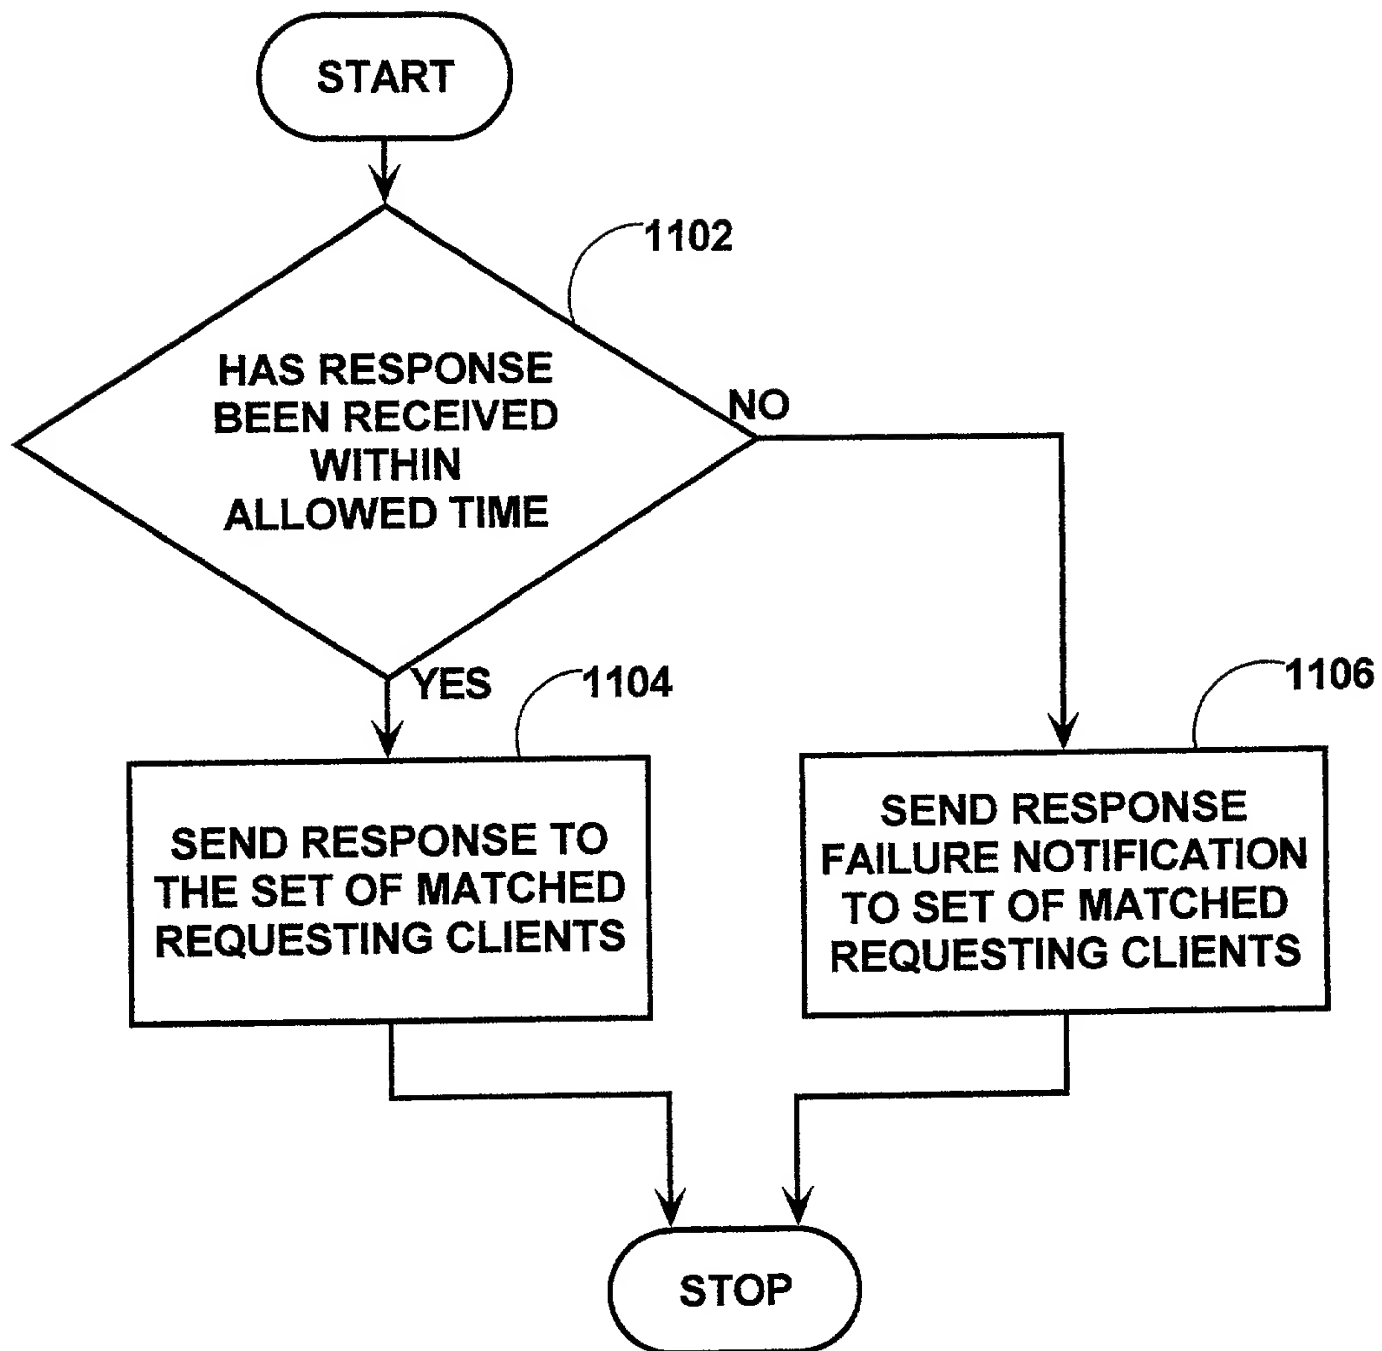 START
1102
HAS RESPONSE
BEEN RECEIVED
WITHIN
ALLOWED TIME
NO
YES
1104
1106
SEND RESPONSE TO
THE SET OF MATCHED
REQUESTING CLIENTS
SEND RESPONSE
FAILURE NOTIFICATION
TO SET OF MATCHED
REQUESTING CLIENTS
STOP